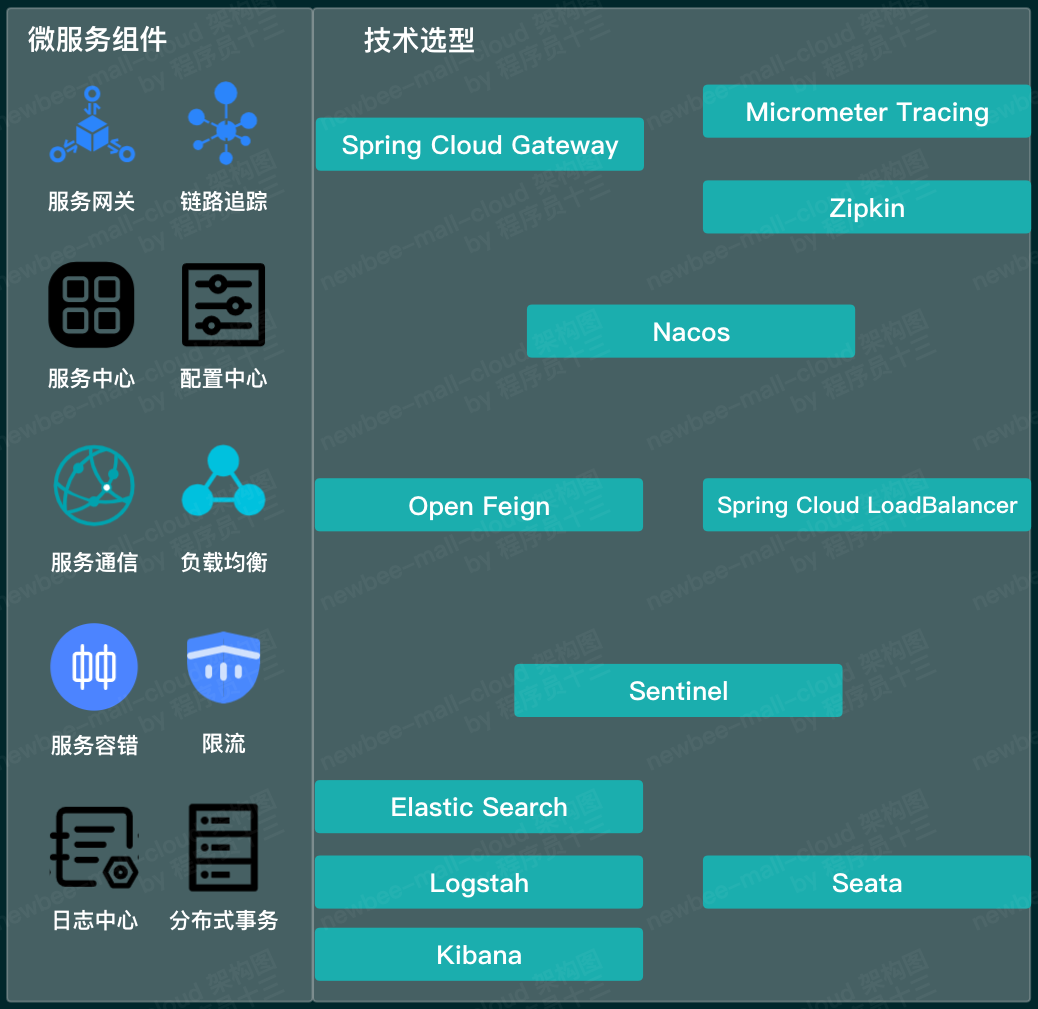 微服务组件
技术选型
服务网关
链路追踪
Spring Cloud Gateway
Micrometer Tracing
Zipkin
服务中心
配置中心
Nacos
服务通信
负载均衡
Open Feign
Spring Cloud LoadBalancer
服务容错
限流
Sentinel
日志中心
分布式事务
Elastic Search
Logstah
Kibana
Seata
newbee-mall-cloud 架构图
by 程序员十三